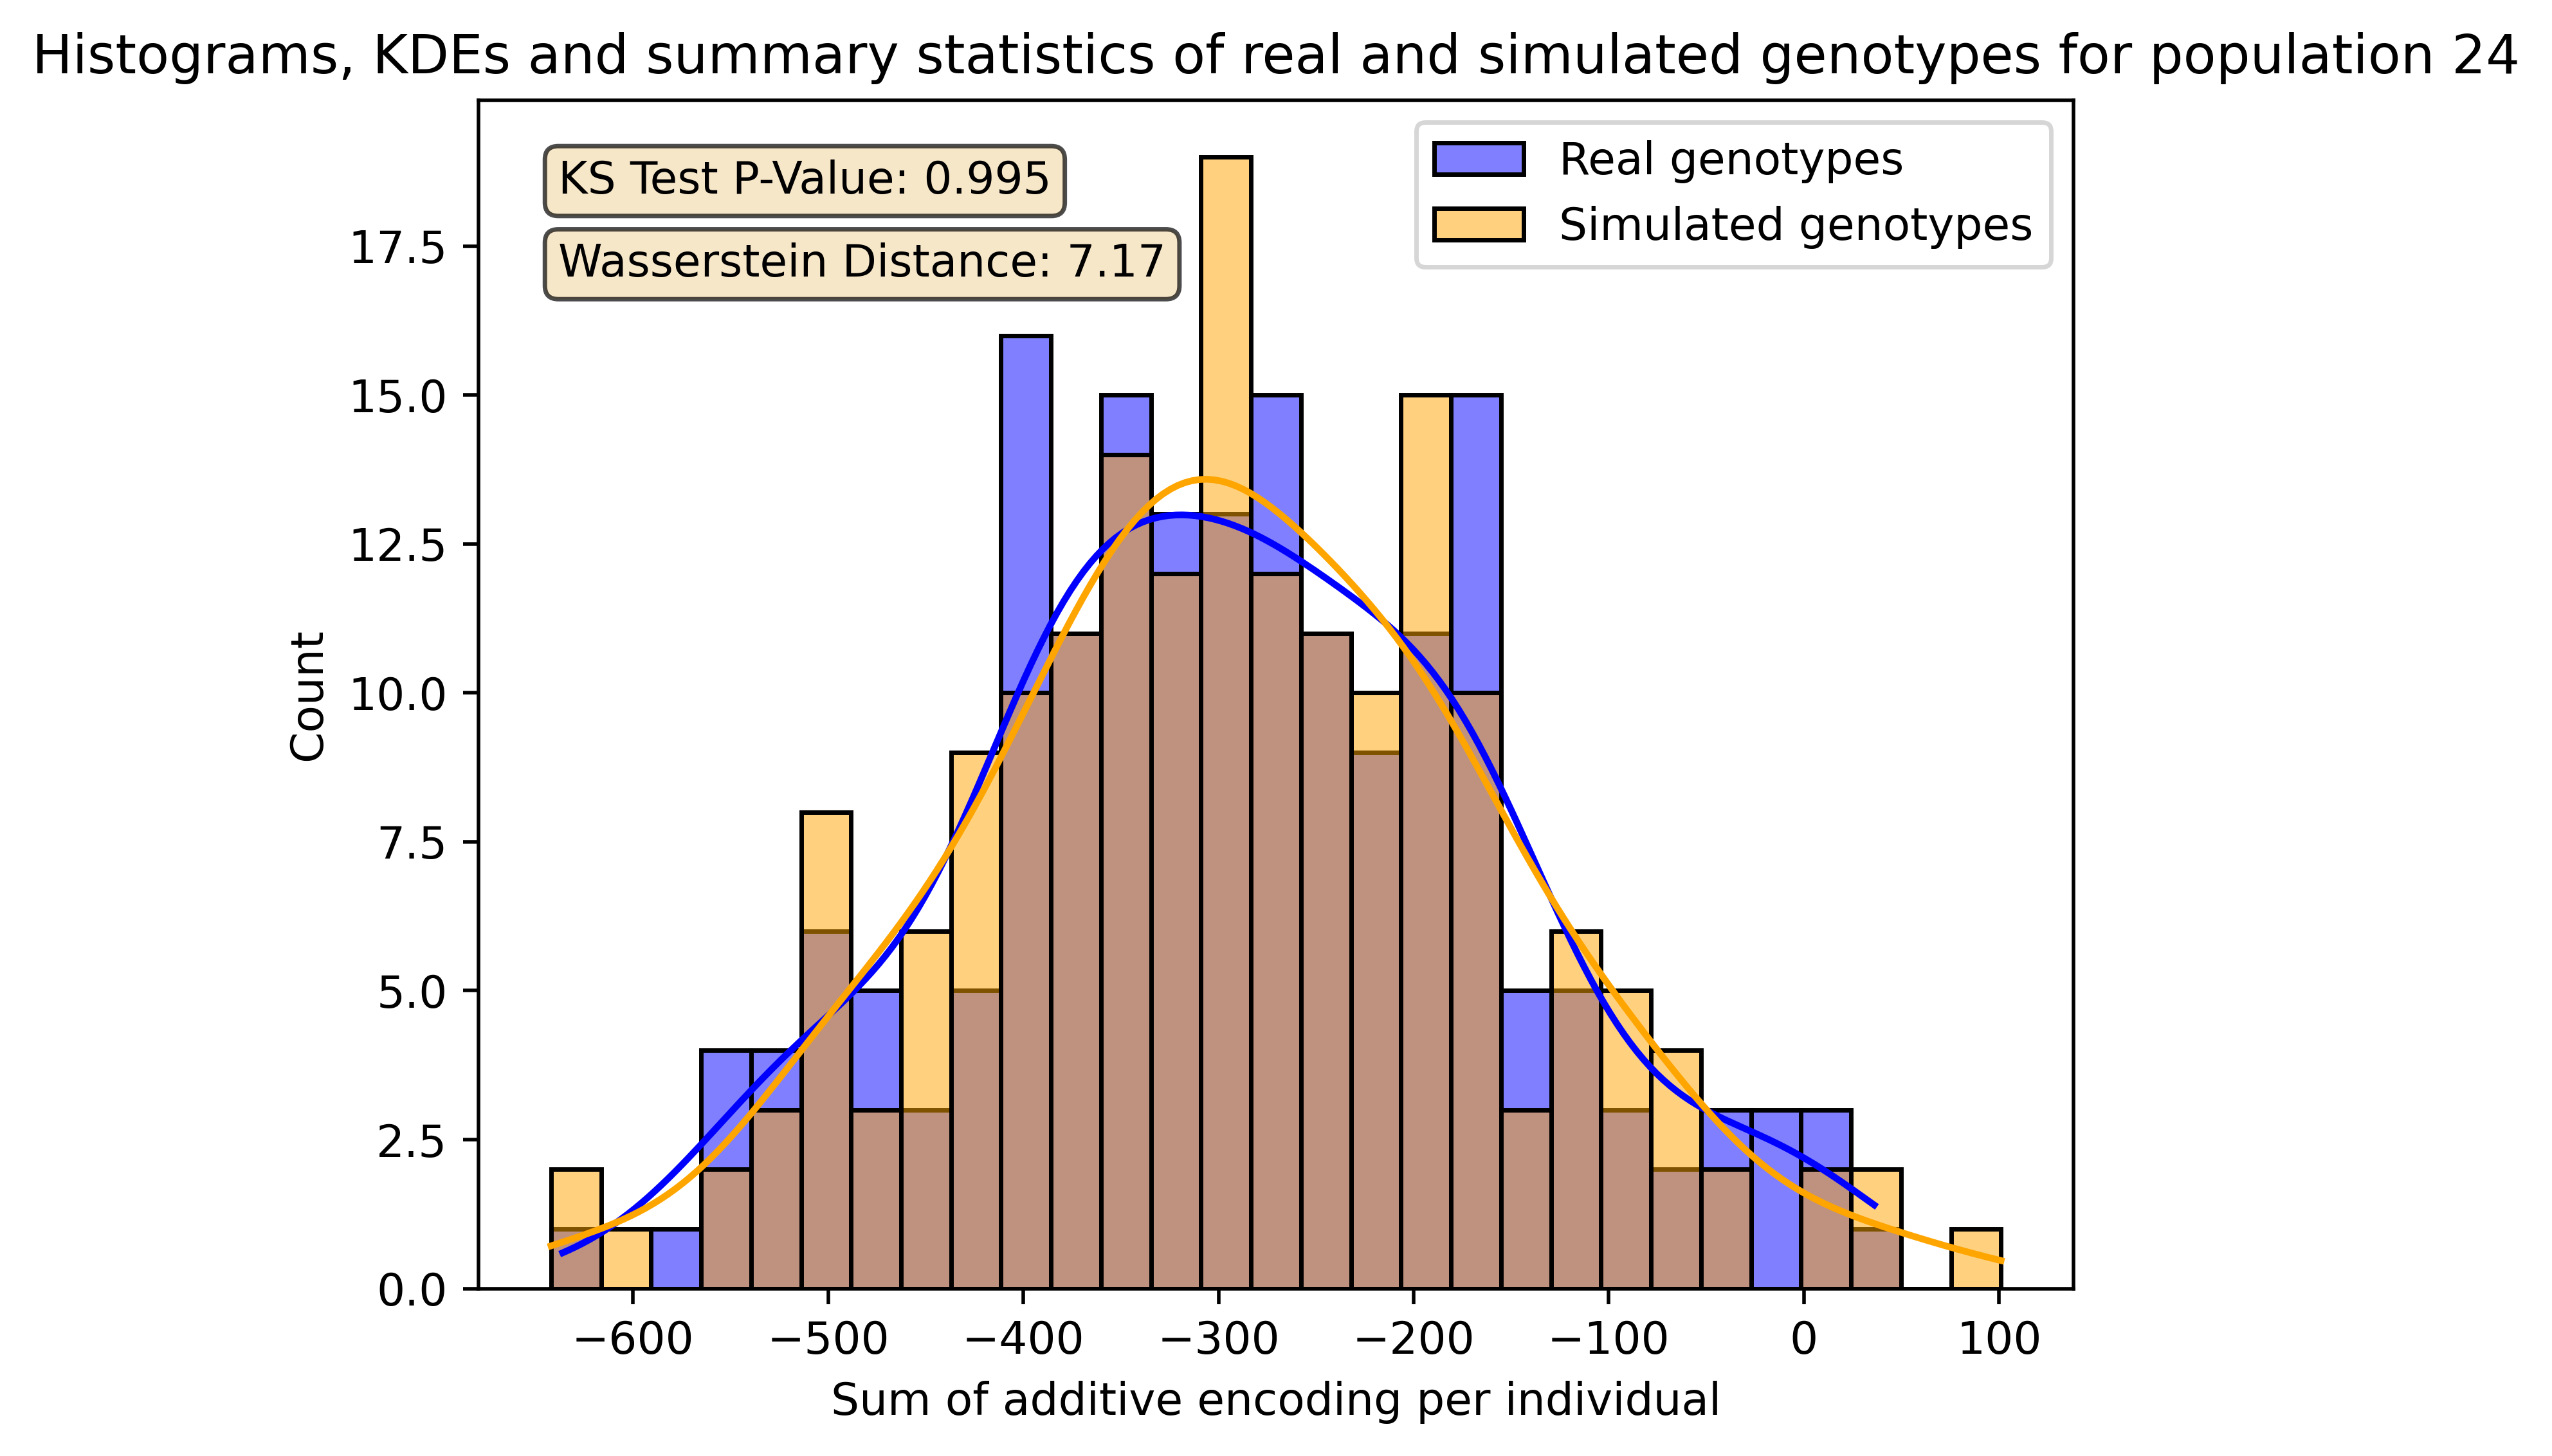 Histograms, KDEs and summary statistics of real and simulated genotypes for population 24
KS Test P-Value: 0.995
Wasserstein Distance: 7.17
Real genotypes
Simulated genotypes
17.5
15.0
12.5
10.0
7.5
5.0
2.5
0.0
Count
−600 −500 −400 −300 −200 −100 0 100
Sum of additive encoding per individual